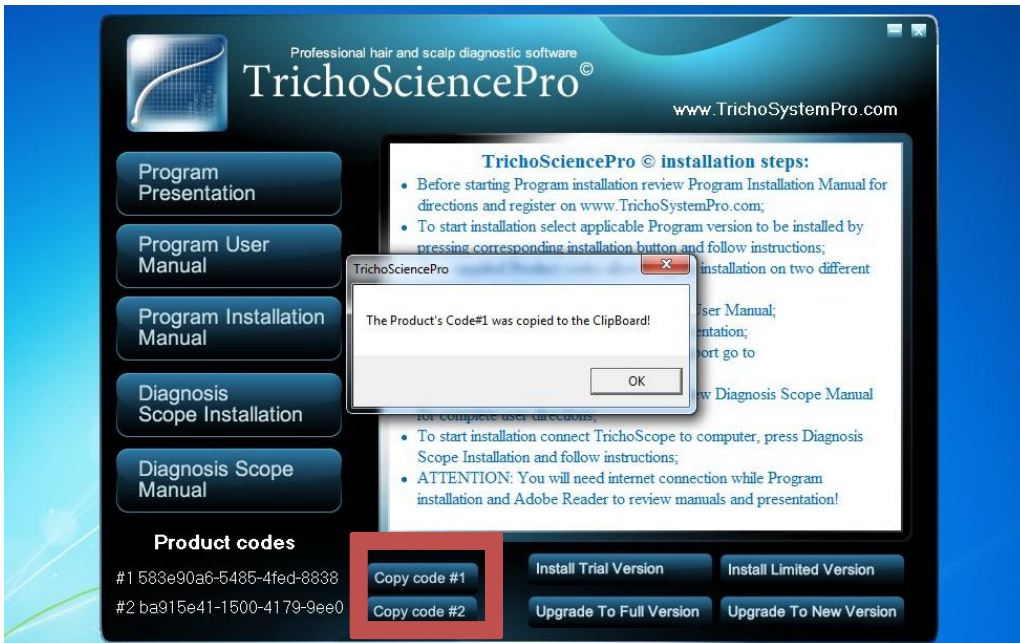 Professional hair and scalp diagnostic software
TrichoSciencePro©
www.TrichoSystemPro.com
Program
Presentation
Program User
Manual
Program Installation
Manual
Diagnosis
Scope Installation
Diagnosis Scope
Manual
TrichoSciencePro © installation steps:
• Before starting Program installation review Program Installation Manual for
directions and register on www.TrichoSystemPro.com;
• To start installation select applicable Program version to be installed by
pressing corresponding installation button and follow instructions;
installation on two different
User Manual;
go to
Diagnosis Scope Manual
for complete user directions;
• To start installation connect TrichoScope to computer, press Diagnosis
Scope Installation and follow instructions;
• ATTENTION: You will need internet connection while Program
installation and Adobe Reader to review manuals and presentation!
TrichoSciencePro
The Product's Code#1 was copied to the ClipBoard!
OK
Product codes
#1 583e90a6-5485-4fed-8838
#2 ba915e41-1500-4179-9ee0
Copy code #1
Copy code #2
Install Trial Version
Install Limited Version
Upgrade To Full Version
Upgrade To New Version